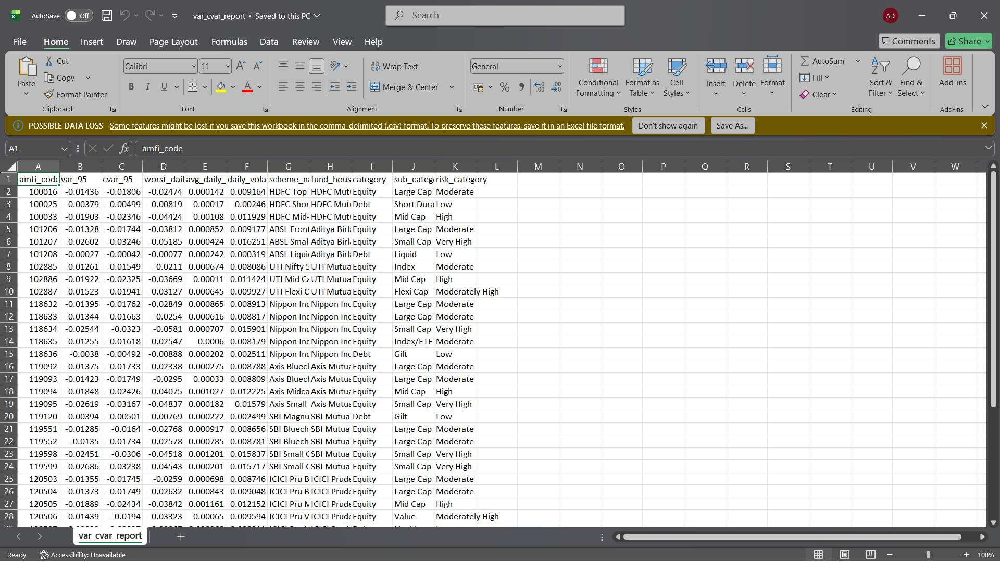 AutoSave Off var_cvar_report • Saved to this PC Search AD
File Home Insert Draw Page Layout Formulas Data Review View Help Comments Share
Paste Cut Copy Format Painter Clipboard
Calibri 11 B I U A Font
Wrap Text Merge & Center Alignment
General % Number
Conditional Formatting Format as Table Cell Styles Styles
Insert Delete Format Cells
AutoSum Fill Clear Sort & Filter Find & Select Editing
Add-ins Add-ins
POSSIBLE DATA LOSS Some features might be lost if you save this workbook in the comma-delimited (.csv) format. To preserve these features, save it in an Excel file format. Don't show again Save As...
A1 fx amfi_code
A B C D E F G H I J K L M N O P Q R S T U V W
1 amfi_code var_95 cvar_95 worst_dail avg_daily_ daily_volat scheme_na fund_hous category sub_categ risk_category
2 100016 -0.01436 -0.01806 -0.02474 0.000142 0.009164 HDFC Top HDFC Mutu Equity Large Cap Moderate
3 100025 -0.00379 -0.00499 -0.00819 0.00017 0.00246 HDFC Shor HDFC Mutu Debt Short Dura Low
4 100033 -0.01903 -0.02346 -0.04424 0.00108 0.011929 HDFC Mid- HDFC Mutu Equity Mid Cap High
5 101206 -0.01328 -0.01744 -0.03812 0.000852 0.009177 ABSL Front Aditya Birla Equity Large Cap Moderate
6 101207 -0.02602 -0.03246 -0.05185 0.000424 0.016251 ABSL Smal Aditya Birla Equity Small Cap Very High
7 101208 -0.00027 -0.00042 -0.00077 0.000242 0.000319 ABSL Liqui Aditya Birla Debt Liquid Low
8 102885 -0.01261 -0.01549 -0.0211 0.000674 0.008086 UTI Nifty 5 UTI Mutua Equity Index Moderate
9 102886 -0.01922 -0.02325 -0.03669 0.00011 0.011424 UTI Mid Ca UTI Mutua Equity Mid Cap High
10 102887 -0.01523 -0.01941 -0.03127 0.000645 0.009927 UTI Flexi C UTI Mutua Equity Flexi Cap Moderately High
11 118632 -0.01395 -0.01762 -0.02849 0.000865 0.008913 Nippon Ind Nippon Ind Equity Large Cap Moderate
12 118633 -0.01344 -0.01663 -0.0254 0.000616 0.008817 Nippon Ind Nippon Ind Equity Large Cap Moderate
13 118634 -0.02544 -0.0323 -0.0581 0.000707 0.015901 Nippon Ind Nippon Ind Equity Small Cap Very High
14 118635 -0.01255 -0.01618 -0.02547 0.0006 0.008179 Nippon Ind Nippon Ind Equity Index/ETF Moderate
15 118636 -0.0038 -0.00492 -0.00888 0.000202 0.002511 Nippon Ind Nippon Ind Debt Gilt Low
16 119092 -0.01375 -0.01733 -0.02338 0.000275 0.008788 Axis Bluecl Axis Mutua Equity Large Cap Moderate
17 119093 -0.01423 -0.01749 -0.0295 0.00033 0.008809 Axis Bluecl Axis Mutua Equity Large Cap Moderate
18 119094 -0.01848 -0.02426 -0.04075 0.001027 0.012225 Axis Midca Axis Mutua Equity Mid Cap High
19 119095 -0.02619 -0.03167 -0.04837 0.000182 0.01579 Axis Small Axis Mutua Equity Small Cap Very High
20 119120 -0.00394 -0.00501 -0.00769 0.000222 0.002499 SBI Magnu SBI Mutua Debt Gilt Low
21 119551 -0.01285 -0.0164 -0.02768 0.000917 0.008656 SBI Bluech SBI Mutua Equity Large Cap Moderate
22 119552 -0.0135 -0.01734 -0.02578 0.000785 0.008781 SBI Bluech SBI Mutua Equity Large Cap Moderate
23 119598 -0.02451 -0.0306 -0.04518 0.001201 0.015837 SBI Small C SBI Mutua Equity Small Cap Very High
24 119599 -0.02686 -0.03238 -0.04543 0.000201 0.015717 SBI Small C SBI Mutua Equity Small Cap Very High
25 120503 -0.01355 -0.01745 -0.0259 0.000698 0.008746 ICICI Pru B ICICI Prude Equity Large Cap Moderate
26 120504 -0.01373 -0.01749 -0.02632 0.000843 0.009048 ICICI Pru B ICICI Prude Equity Large Cap Moderate
27 120505 -0.01889 -0.02434 -0.03842 0.001161 0.012152 ICICI Pru M ICICI Prude Equity Mid Cap High
28 120506 -0.01439 -0.0194 -0.03323 0.00065 0.009594 ICICI Pru V ICICI Prude Equity Value Moderately High
var_cvar_report
Ready Accessibility: Unavailable 100%